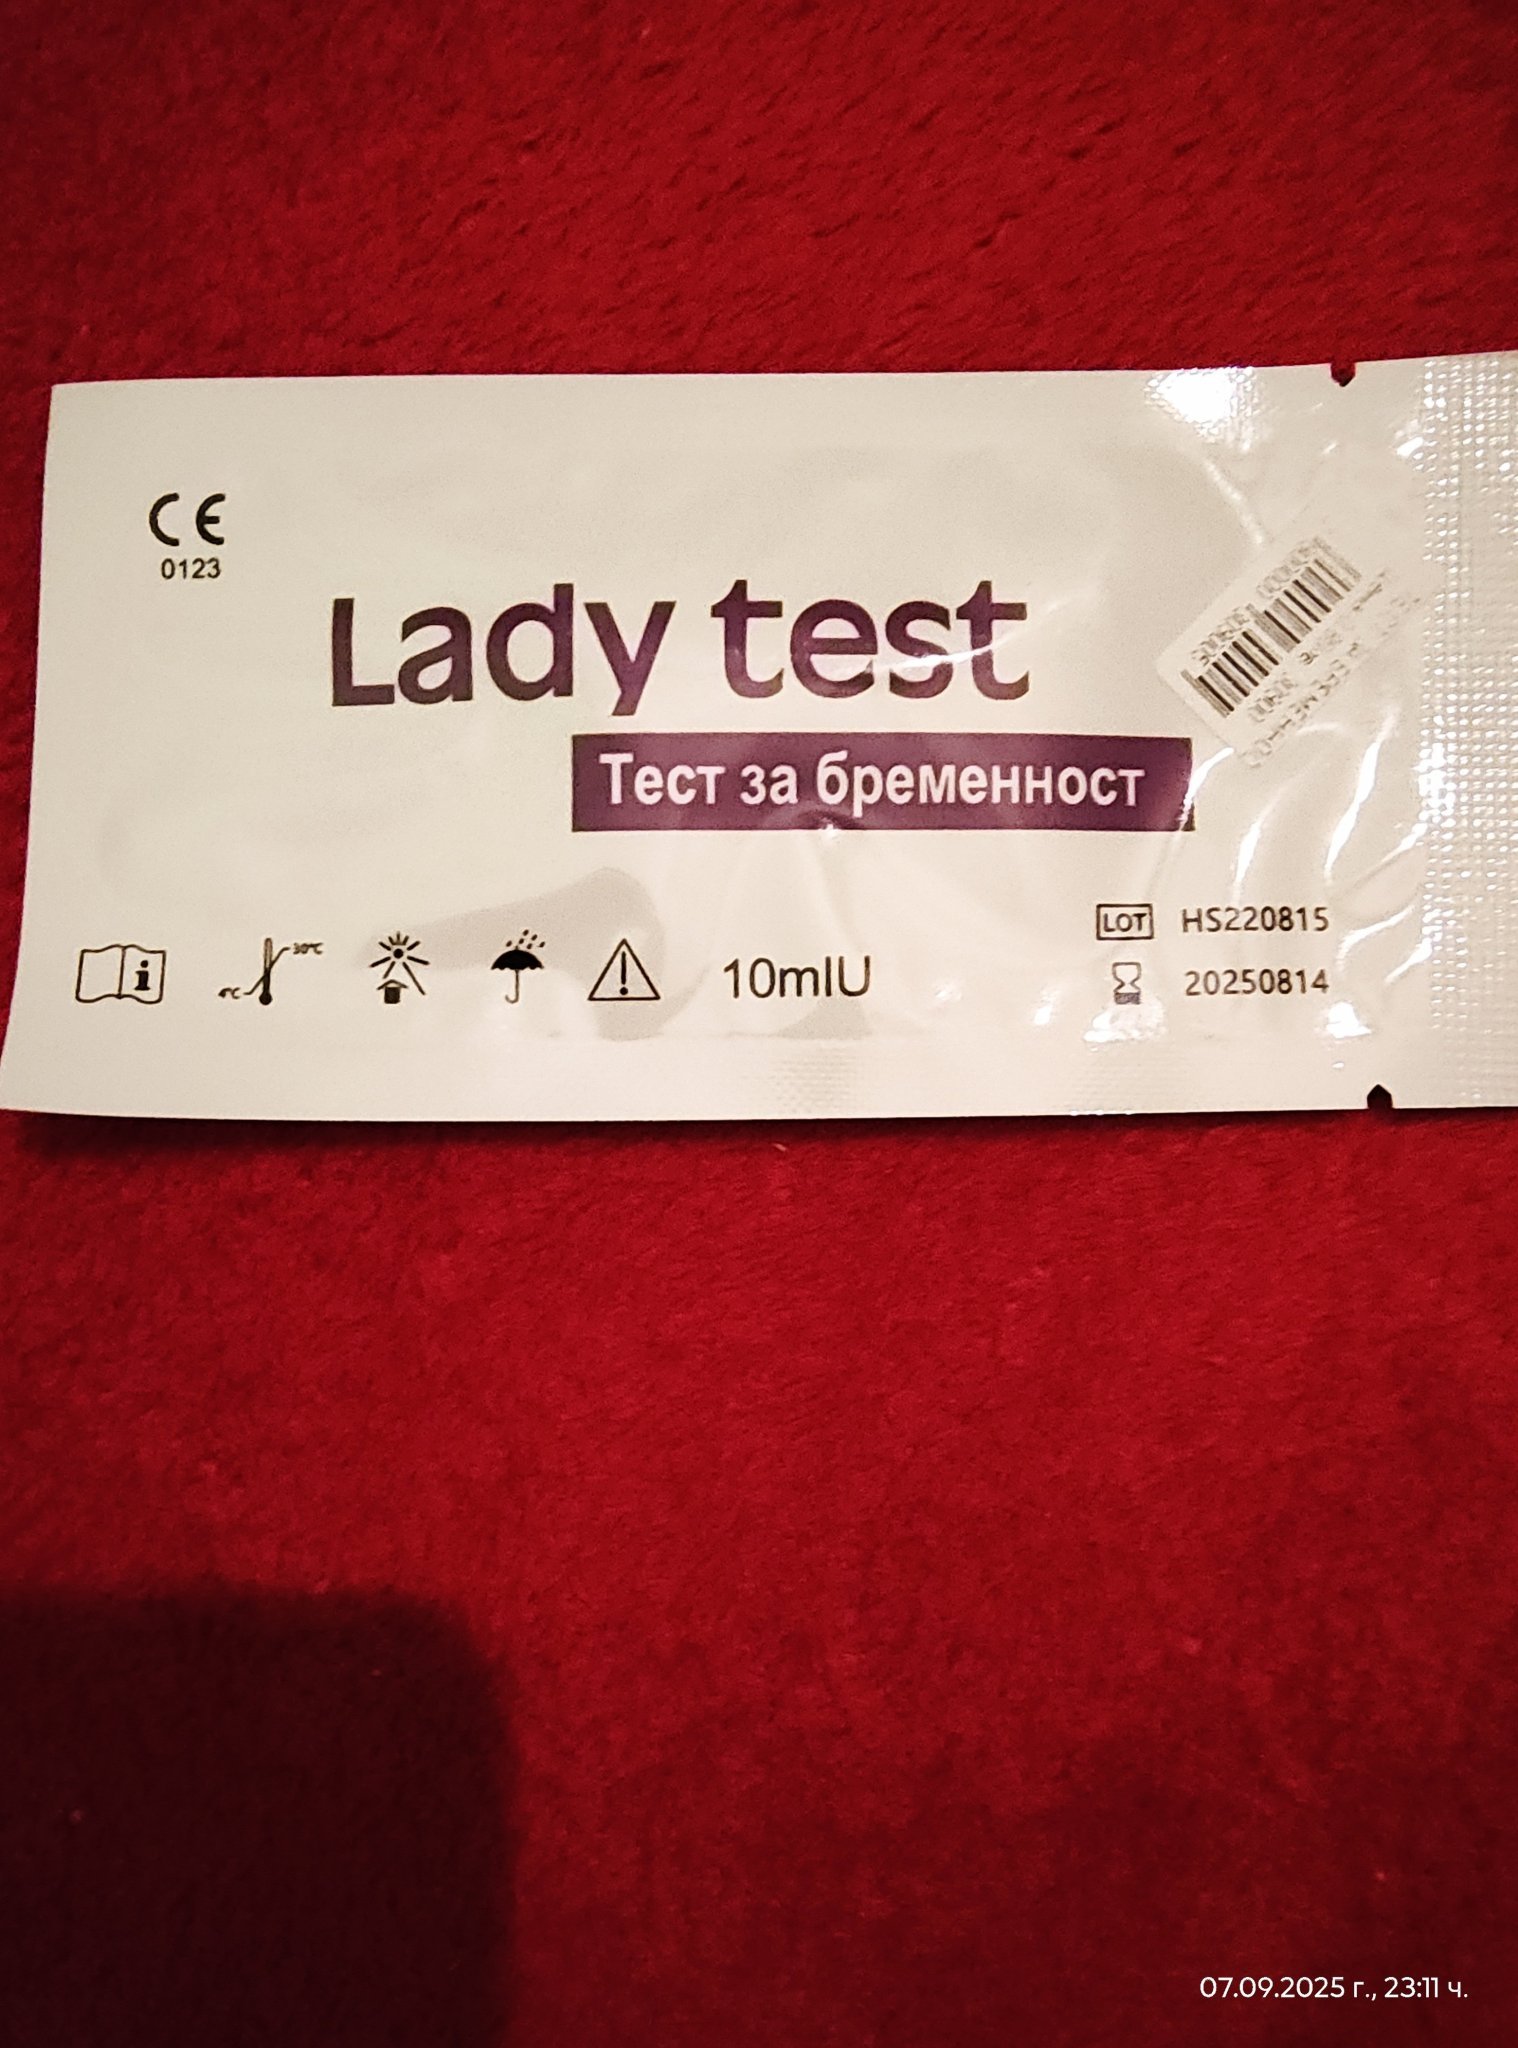 CE
0123
Lady test
Тест за бременност
30°C
4°C
10mIU
LOT HS220815
20250814
07.09.2025 г., 23:11 ч.